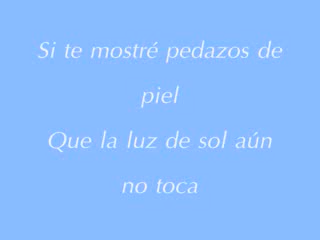 Si te mostré pedazos de
piel
Que la luz de sol aún
no toca